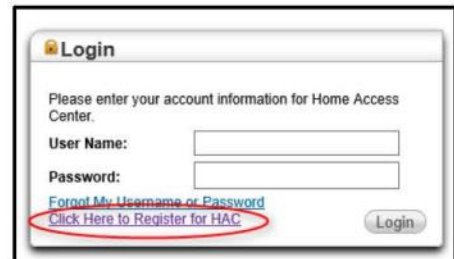 Login
Please enter your account information for Home Access
Center.
User Name:
Password:
Forgot My Username or Password
Click Here to Register for HAC
Login